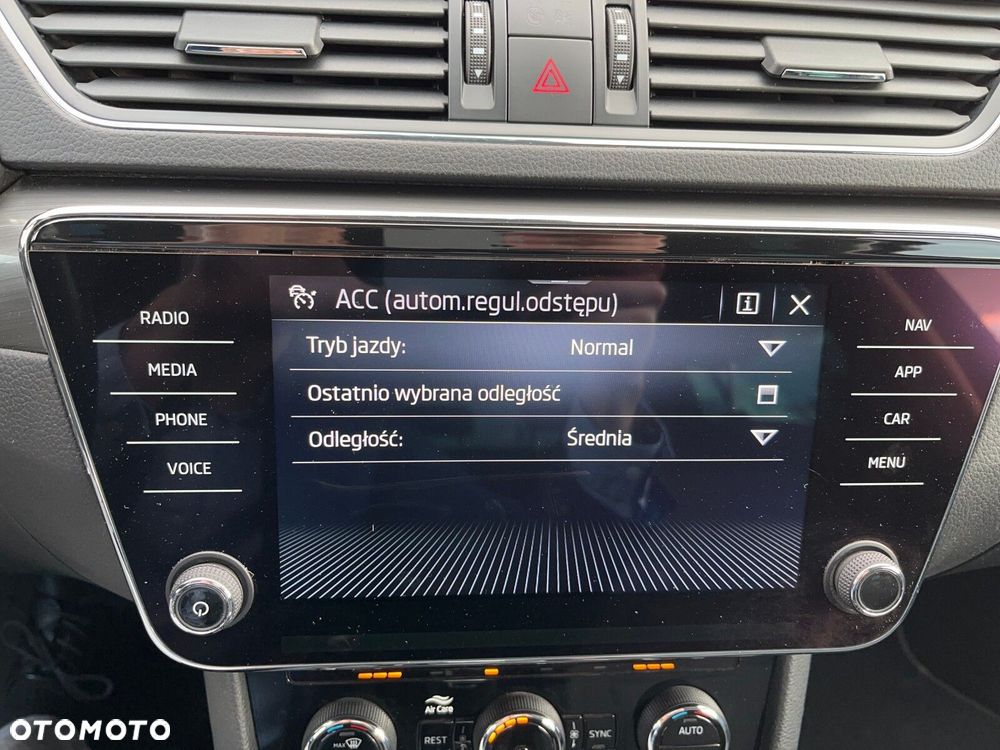 ACC (autom.regul.odstępu)
Tryb jazdy: Normal
Ostatnio wybrana odległość
Odległość: Średnia
RADIO
MEDIA
PHONE
VOICE
NAV
APP
CAR
MENU
Air Care
MAX
REST
SYNC
AUTO
OTOMOTO